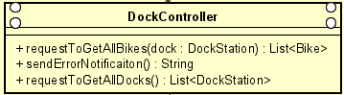 DockController
+ requestToGetAllBikes(dock : DockStation) : List<Bike>
+ sendErrorNotificaiton() : String
+ requestToGetAllDocks() : List<DockStation>